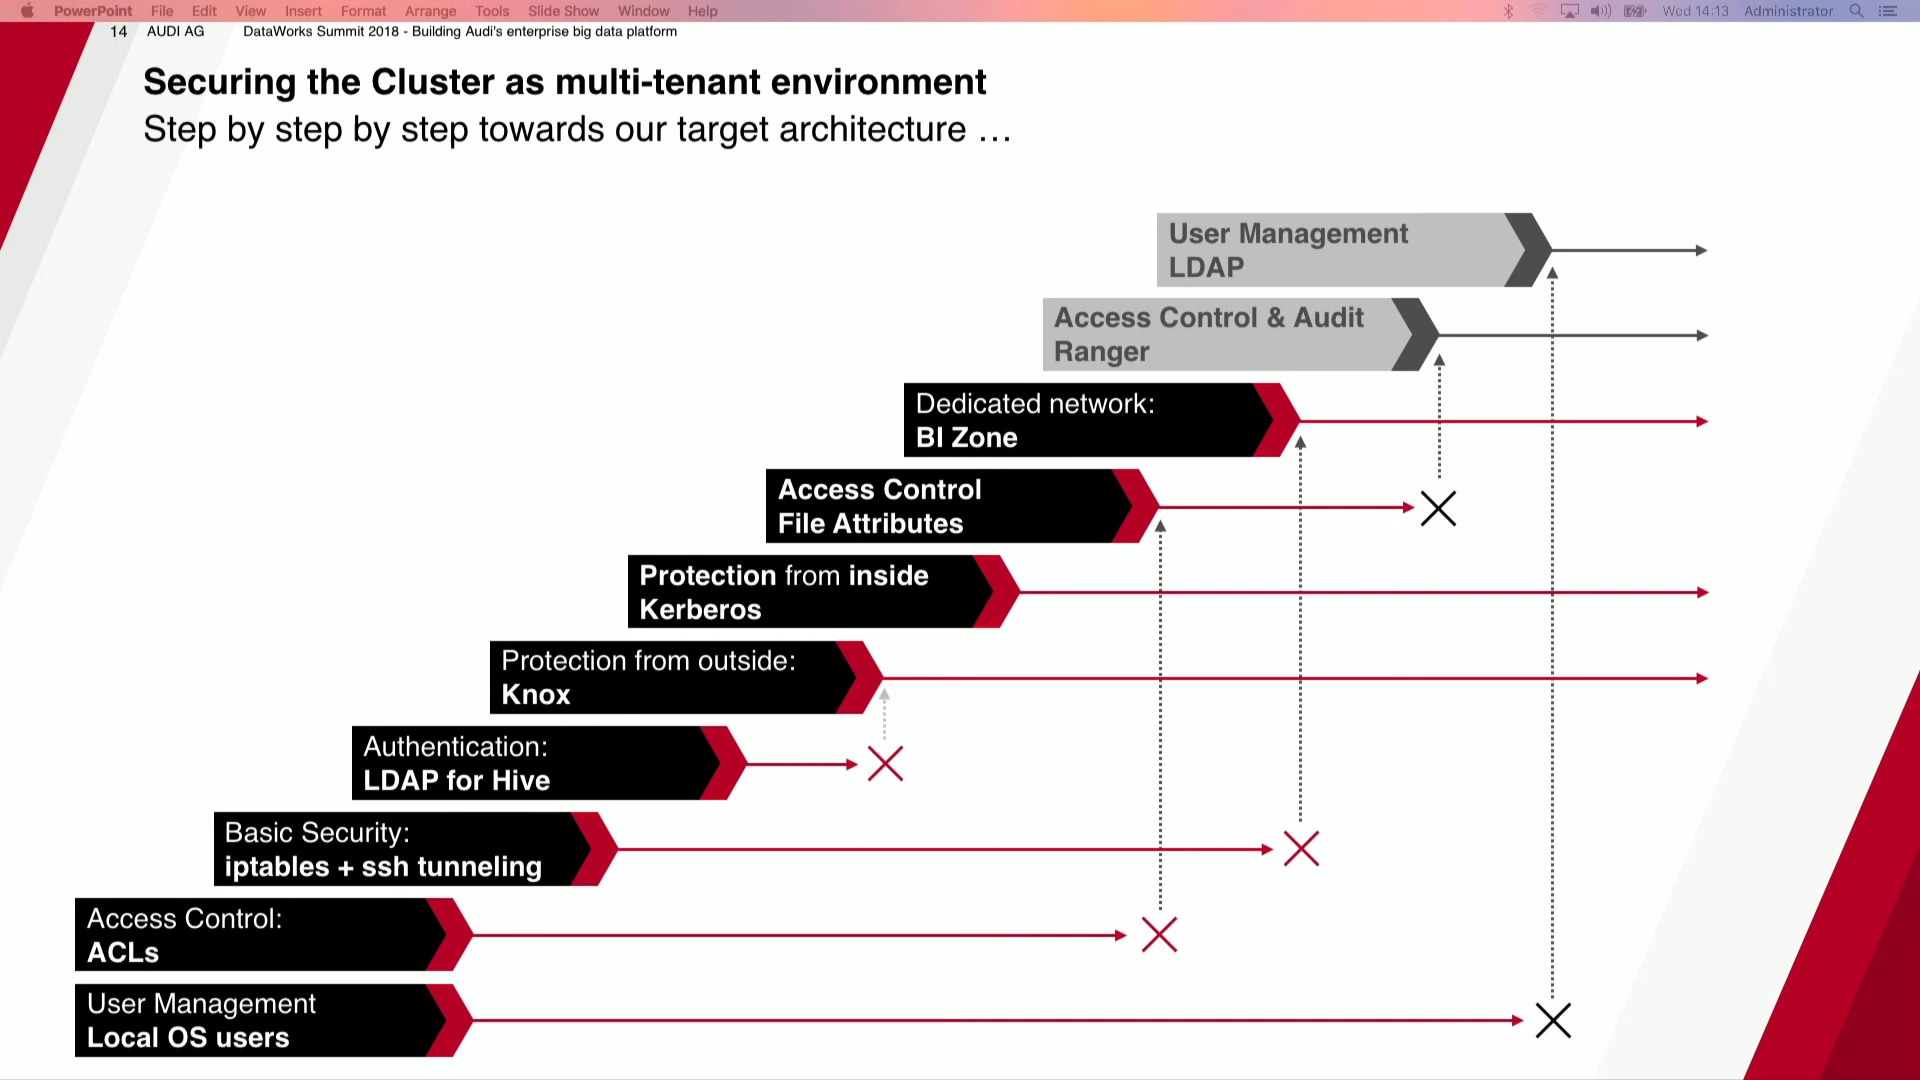 PowerPoint File Edit View Insert Format Arrange Tools Slide Show Window Help Wed 14:13 Administrator
14 AUDI AG DataWorks Summit 2018 - Building Audi's enterprise big data platform
Securing the Cluster as multi-tenant environment
Step by step by step towards our target architecture …
User Management
LDAP
Access Control & Audit
Ranger
Dedicated network:
BI Zone
Access Control
File Attributes
Protection from inside
Kerberos
Protection from outside:
Knox
Authentication:
LDAP for Hive
Basic Security:
iptables + ssh tunneling
Access Control:
ACLs
User Management
Local OS users